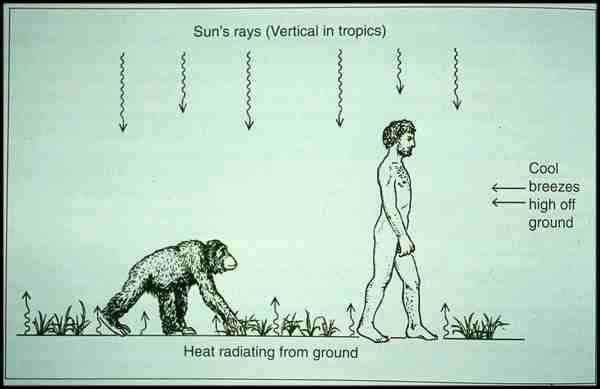 Sun's rays (Vertical in tropics)
Cool
breezes
high off
ground
Heat radiating from ground